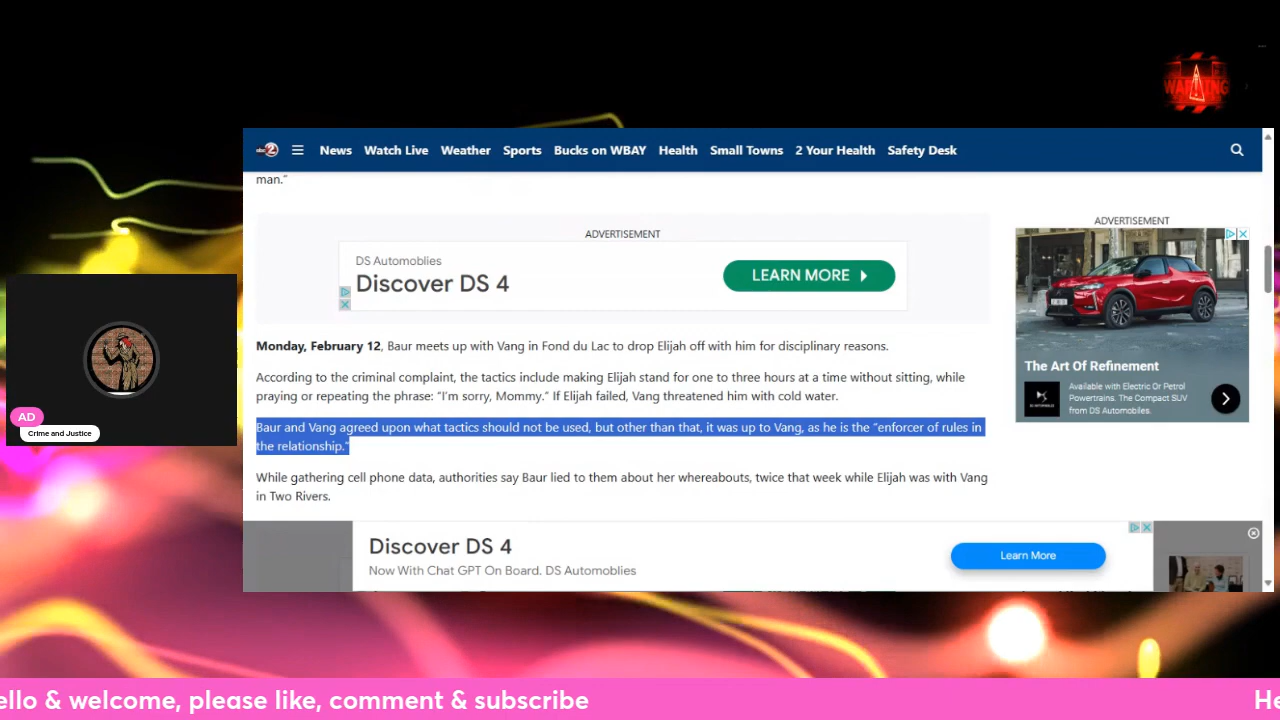 WARNING
abc 2 News Watch Live Weather Sports Bucks on WBAY Health Small Towns 2 Your Health Safety Desk
man.”
ADVERTISEMENT
DS Automoblies
Discover DS 4
LEARN MORE
ADVERTISEMENT
The Art Of Refinement
Available with Electric Or Petrol
Powertrains. The Compact SUV
from DS Automobiles.
Monday, February 12, Baur meets up with Vang in Fond du Lac to drop Elijah off with him for disciplinary reasons.
According to the criminal complaint, the tactics include making Elijah stand for one to three hours at a time without sitting, while
praying or repeating the phrase: “I’m sorry, Mommy.” If Elijah failed, Vang threatened him with cold water.
Baur and Vang agreed upon what tactics should not be used, but other than that, it was up to Vang, as he is the “enforcer of rules in
the relationship.”
While gathering cell phone data, authorities say Baur lied to them about her whereabouts, twice that week while Elijah was with Vang
in Two Rivers.
Discover DS 4
Now With Chat GPT On Board. DS Automoblies
Learn More
AD
Crime and Justice
ello & welcome, please like, comment & subscribe
He